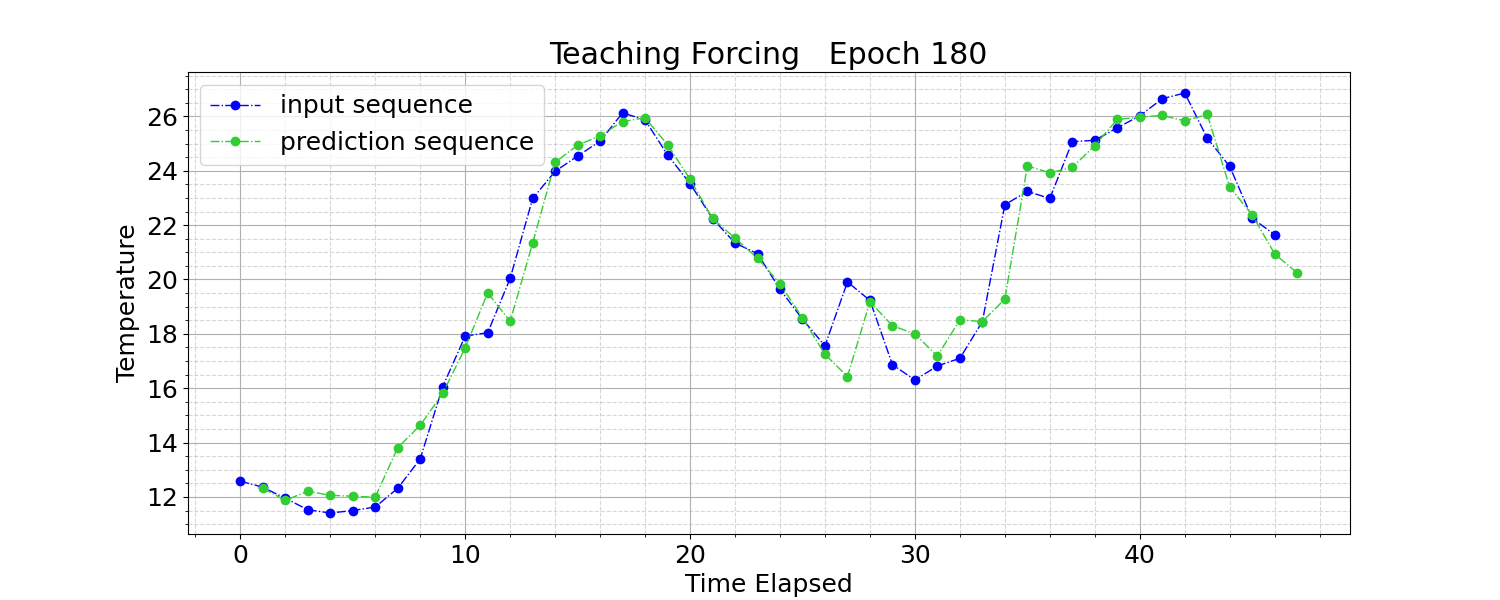 Teaching Forcing   Epoch 180
input sequence
prediction sequence
26
24
22
20
18
16
14
12
Temperature
0 10 20 30 40
Time Elapsed